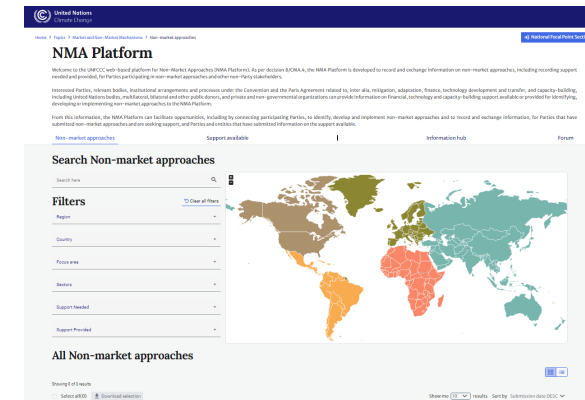 United Nations
Climate Change
Home > Topics > Market and Non-Market Mechanisms > Non-market approaches
National Focal Point Secti
NMA Platform
Welcome to the UNFCCC web-based platform for Non-Market Approaches (NMA Platform). As per decision 8/CMA.4, the NMA Platform is developed to record and exchange information on non-market approaches, including recording support
needed and provided, for Parties participating in non-market approaches and other non-Party stakeholders.
Interested Parties, relevant bodies, institutional arrangements and processes under the Convention and the Paris Agreement related to, inter alia, mitigation, adaptation, finance, technology development and transfer, and capacity-building,
including United Nations bodies, multilateral, bilateral and other public donors, and private and non-governmental organizations can provide information on financial, technology and capacity-building support available or provided for identifying,
developing or implementing non-market approaches to the NMA Platform.
From this information, the NMA Platform can facilitate opportunities, including by connecting participating Parties, to identify, develop and implement non-market approaches and to record and exchange information, for Parties that have
submitted non-market approaches and are seeking support, and Parties and entities that have submitted information on the support available.
Non-market approaches Support available Information hub Forum
Search Non-market approaches
Search here
+
-
Filters
Clear all filters
Region
Country
Focus area
Sectors
Support Needed
Support Provided
All Non-market approaches
Showing 0 of 0 results
Select all(0) Download selection
Show me 10 results Sort by Submission date DESC